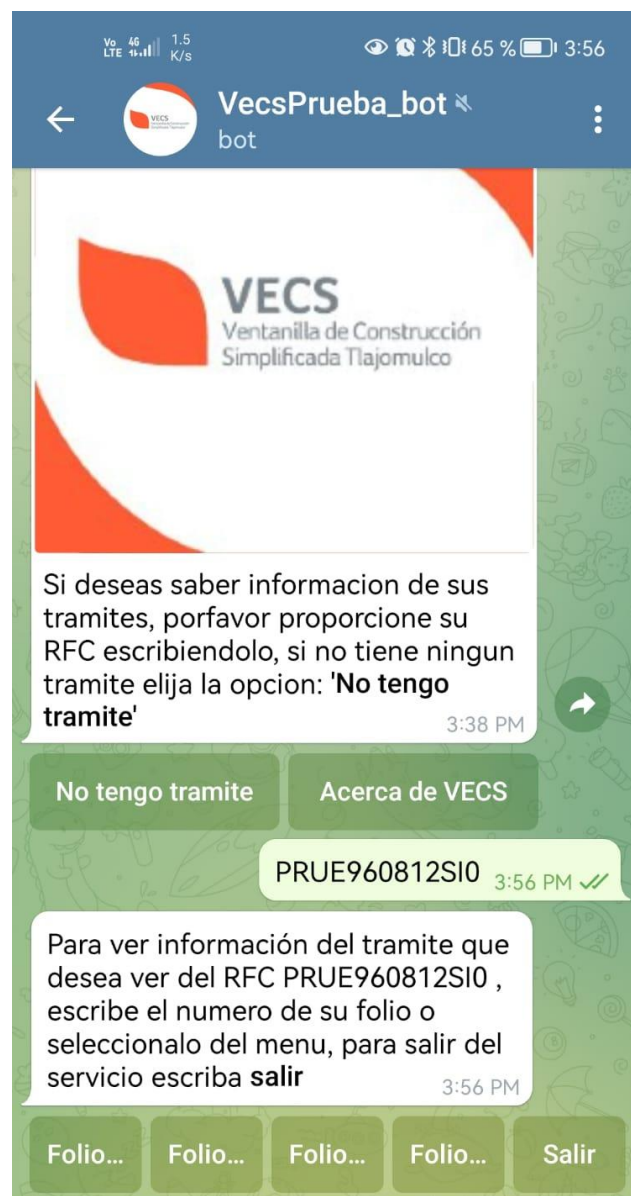 Vo LTE 4G 1.5 K/s 65 % 3:56
VecsPrueba_bot
bot
VECS
VECS
Ventanilla de Construcción
Simplificada Tlajomulco
Si deseas saber informacion de sus
tramites, porfavor proporcione su
RFC escribiendolo, si no tiene ningun
tramite elija la opcion: 'No tengo
tramite'
3:38 PM
No tengo tramite Acerca de VECS
PRUE960812SI0 3:56 PM
Para ver información del tramite que
desea ver del RFC PRUE960812SI0 ,
escribe el numero de su folio o
seleccionalo del menu, para salir del
servicio escriba salir
3:56 PM
Folio... Folio... Folio... Folio... Salir